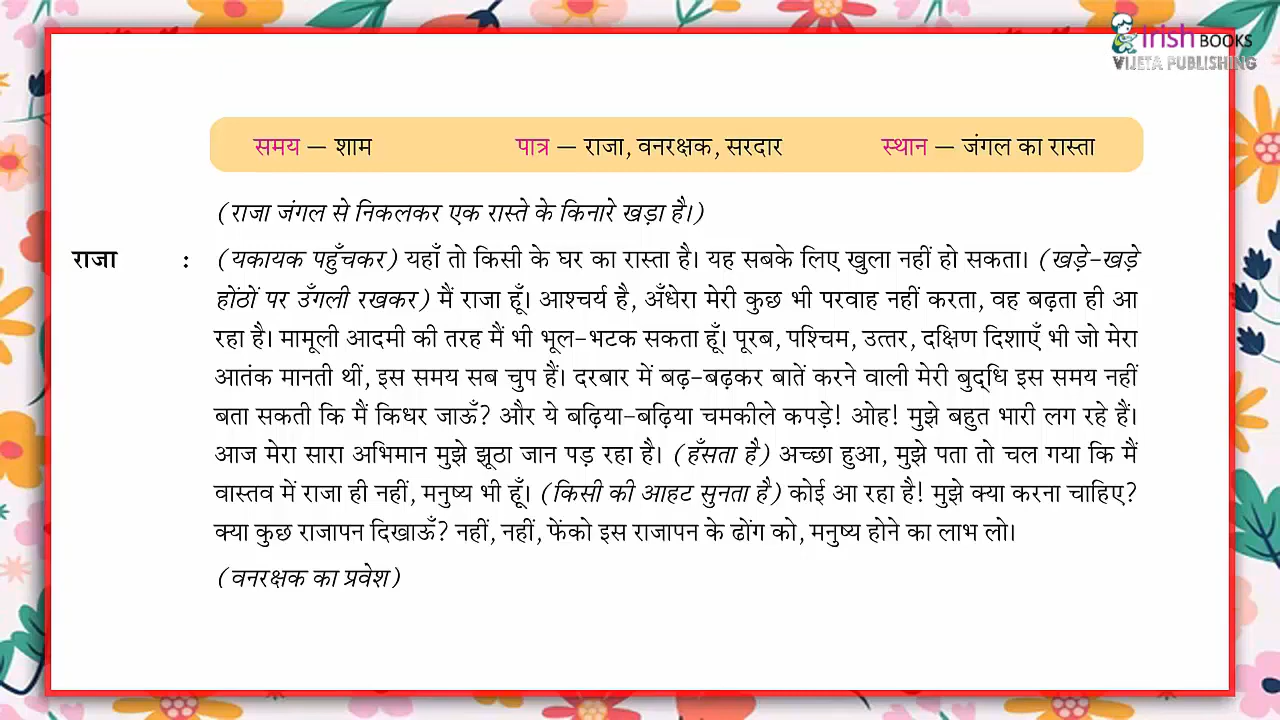 irish BOOKS
VIJETA PUBLISHING
समय – शाम पात्र – राजा, वनरक्षक, सरदार स्थान – जंगल का रास्ता
(राजा जंगल से निकलकर एक रास्ते के किनारे खड़ा है।)
राजा : (यकायक पहुँचकर) यहाँ तो किसी के घर का रास्ता है। यह सबके लिए खुला नहीं हो सकता। (खड़े-खड़े
होंठों पर उँगली रखकर) मैं राजा हूँ। आश्चर्य है, अँधेरा मेरी कुछ भी परवाह नहीं करता, वह बढ़ता ही आ
रहा है। मामूली आदमी की तरह मैं भी भूल-भटक सकता हूँ। पूरब, पश्चिम, उत्तर, दक्षिण दिशाएँ भी जो मेरा
आतंक मानती थीं, इस समय सब चुप हैं। दरबार में बढ़-बढ़कर बातें करने वाली मेरी बुद्धि इस समय नहीं
बता सकती कि मैं किधर जाऊँ? और ये बढ़िया-बढ़िया चमकीले कपड़े! ओह! मुझे बहुत भारी लग रहे हैं।
आज मेरा सारा अभिमान मुझे झूठा जान पड़ रहा है। (हँसता है) अच्छा हुआ, मुझे पता तो चल गया कि मैं
वास्तव में राजा ही नहीं, मनुष्य भी हूँ। (किसी की आहट सुनता है) कोई आ रहा है! मुझे क्या करना चाहिए?
क्या कुछ राजापन दिखाऊँ? नहीं, नहीं, फेंको इस राजापन के ढोंग को, मनुष्य होने का लाभ लो।
(वनरक्षक का प्रवेश)